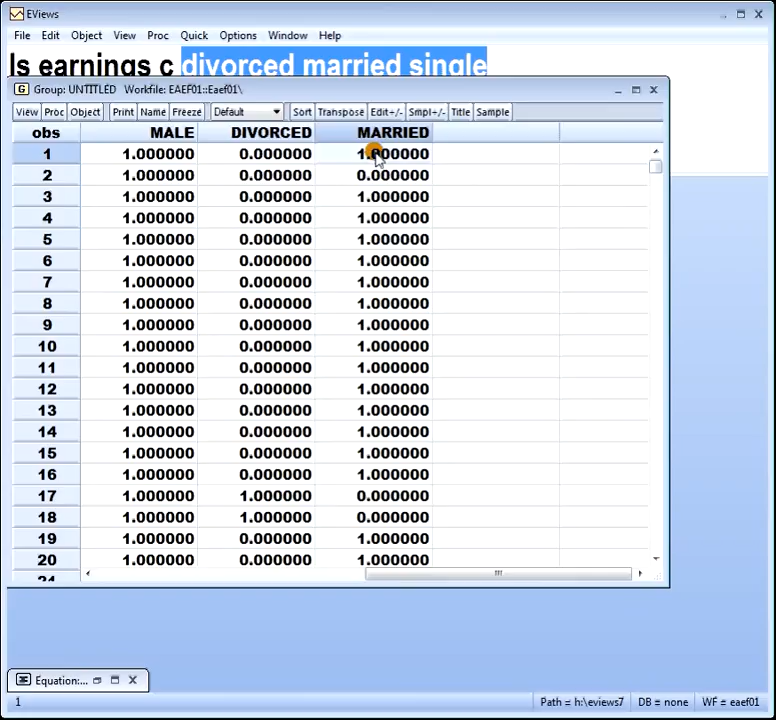 EViews
File Edit Object View Proc Quick Options Window Help
ls earnings c divorced married single
Group: UNTITLED Workfile: EAEF01::Eaef01\
View Proc Object Print Name Freeze Default Sort Transpose Edit+/- Smpl+/- Title Sample
obs MALE DIVORCED MARRIED
1 1.000000 0.000000 1.000000
2 1.000000 0.000000 0.000000
3 1.000000 0.000000 1.000000
4 1.000000 0.000000 1.000000
5 1.000000 0.000000 1.000000
6 1.000000 0.000000 1.000000
7 1.000000 0.000000 1.000000
8 1.000000 0.000000 1.000000
9 1.000000 0.000000 1.000000
10 1.000000 0.000000 1.000000
11 1.000000 0.000000 1.000000
12 1.000000 0.000000 1.000000
13 1.000000 0.000000 1.000000
14 1.000000 0.000000 1.000000
15 1.000000 0.000000 1.000000
16 1.000000 0.000000 1.000000
17 1.000000 1.000000 0.000000
18 1.000000 1.000000 0.000000
19 1.000000 0.000000 1.000000
20 1.000000 0.000000 1.000000
21
Equation:...
1 Path = h:\eviews7 DB = none WF = eaef01